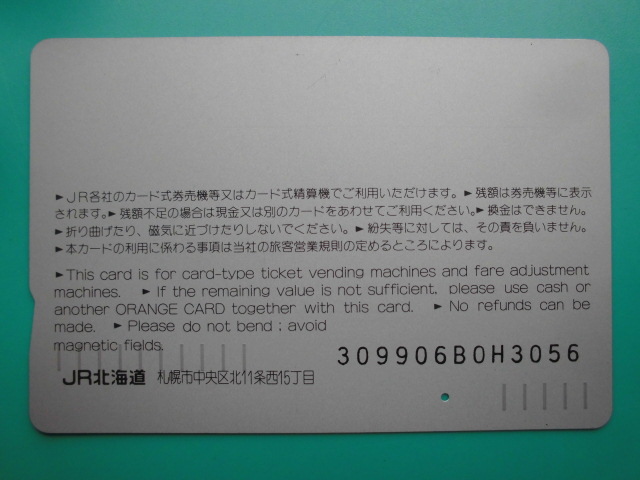 ►JR各社のカード式券売機等又はカード式精算機でご利用いただけます。►残額は券売機等に表示
されます。►残額不足の場合は現金又は別のカードをあわせてご利用ください。►換金はできません。
►折り曲げたり、磁気に近づけたりしないでください。►紛失等に対しては、その責を負いません。
►本カードの利用に係わる事項は当社の旅客営業規則の定めるところによります。
►This card is for card-type ticket vending machines and fare adjustment
machines. ►If the remaining value is not sufficient, please use cash or
another ORANGE CARD together with this card. ►No refunds can be
made. ►Please do not bend; avoid
magnetic fields.
309906B0H3056
JR北海道 札幌市中央区北11条西15丁目